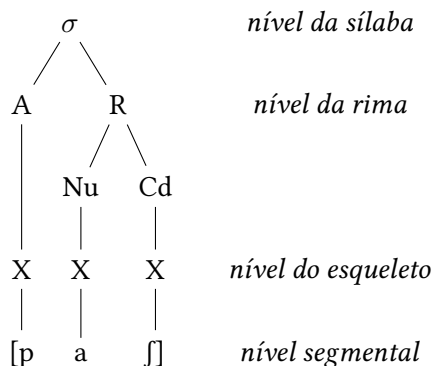 σ nível da sílaba
A R nível da rima
Nu Cd
X X X nível do esqueleto
[p a ʃ] nível segmental